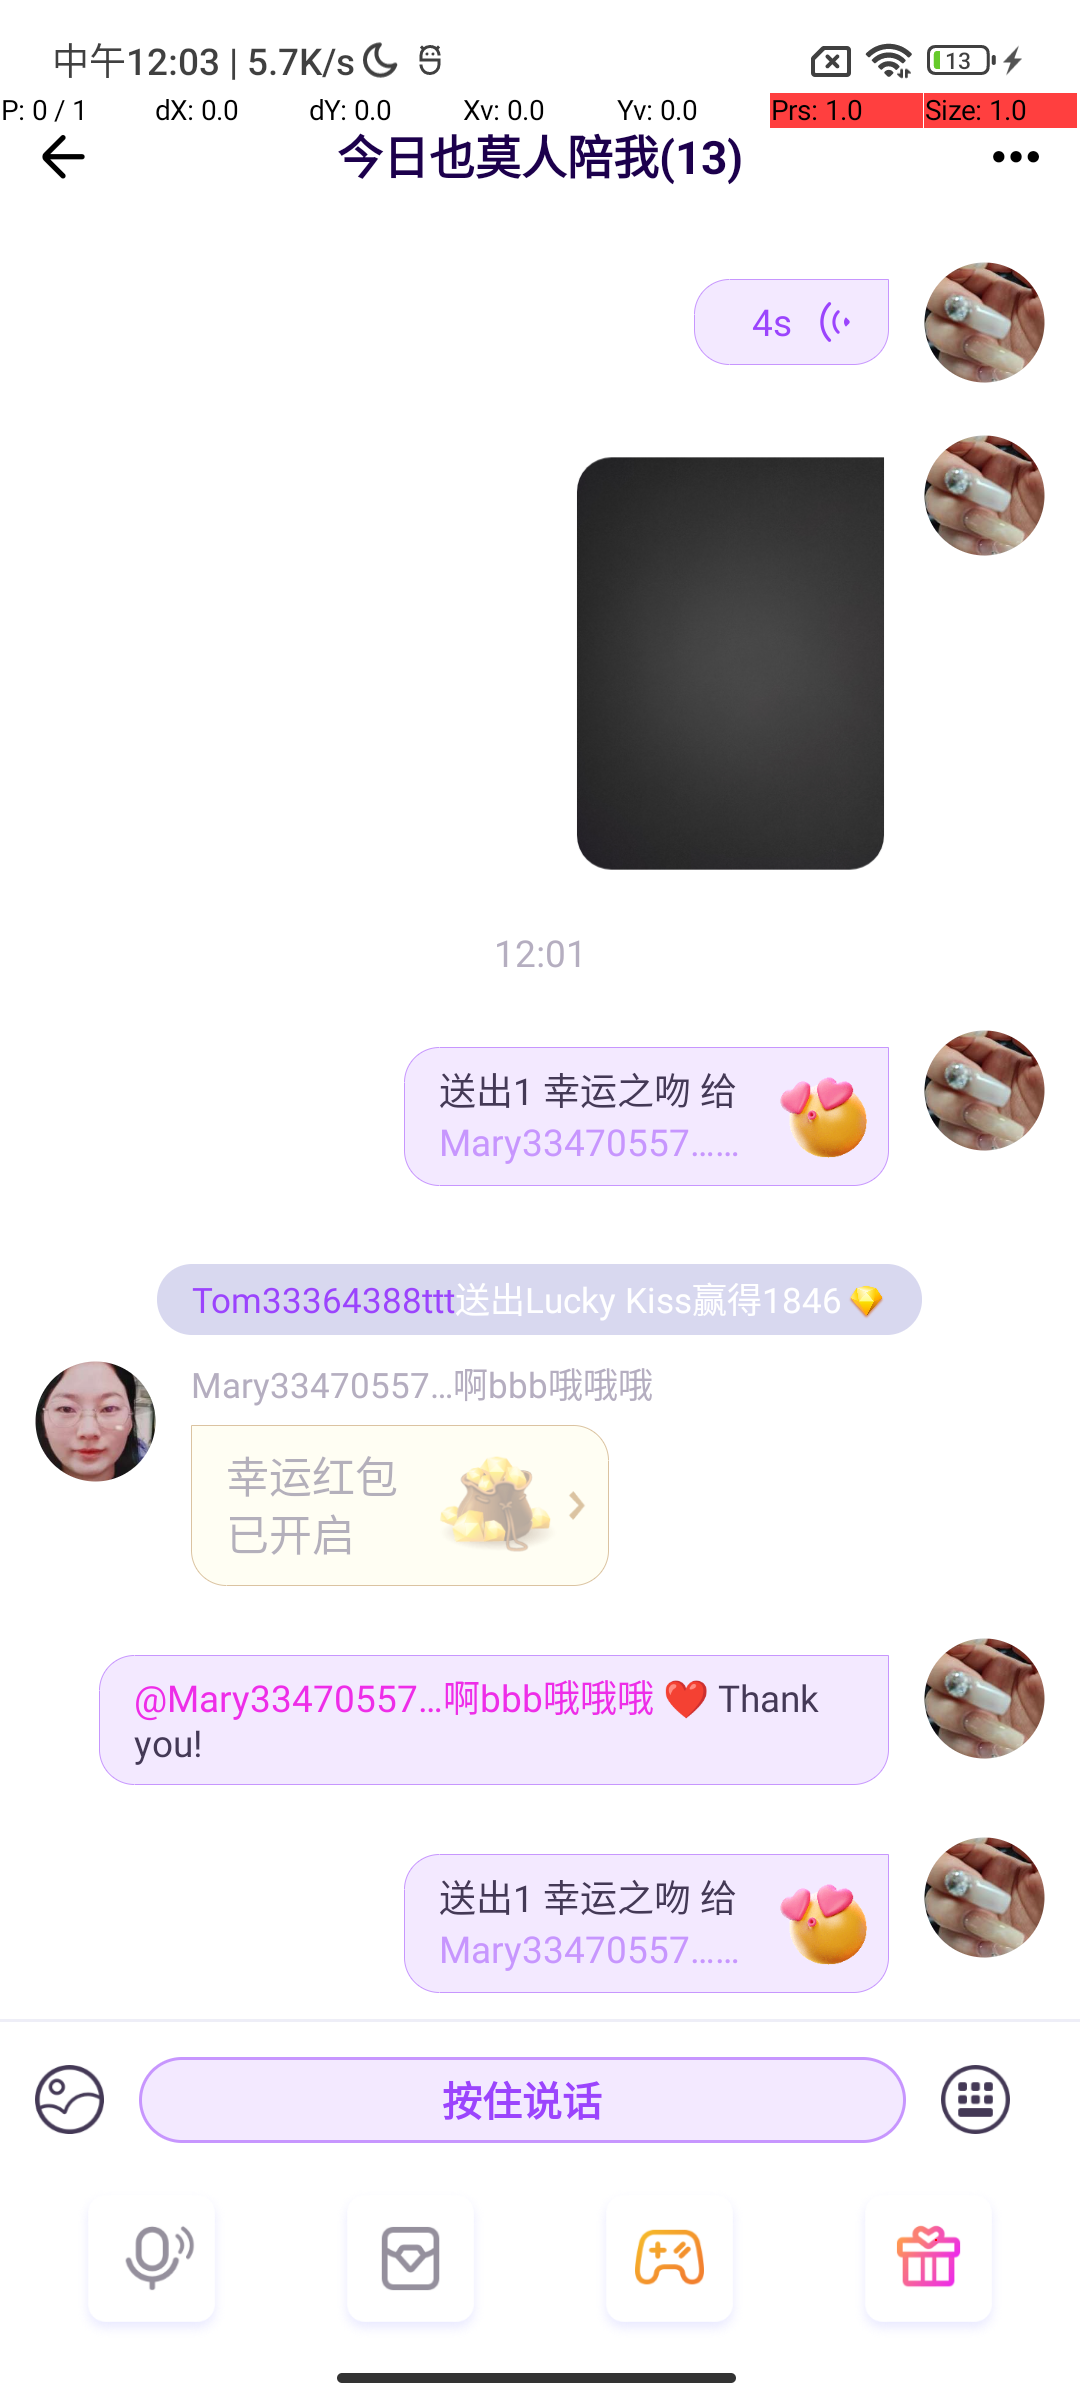 中午12:03 | 5.7K/s
13
P: 0 / 1 dX: 0.0 dY: 0.0 Xv: 0.0 Yv: 0.0 Prs: 1.0 Size: 1.0
今日也莫人陪我(13)
4s
12:01
送出1 幸运之吻 给
Mary33470557...…
Tom33364388ttt送出Lucky Kiss赢得1846
Mary33470557...啊bbb哦哦哦
幸运红包
已开启
@Mary33470557...啊bbb哦哦哦 ❤️ Thank
you!
送出1 幸运之吻 给
Mary33470557...…
按住说话